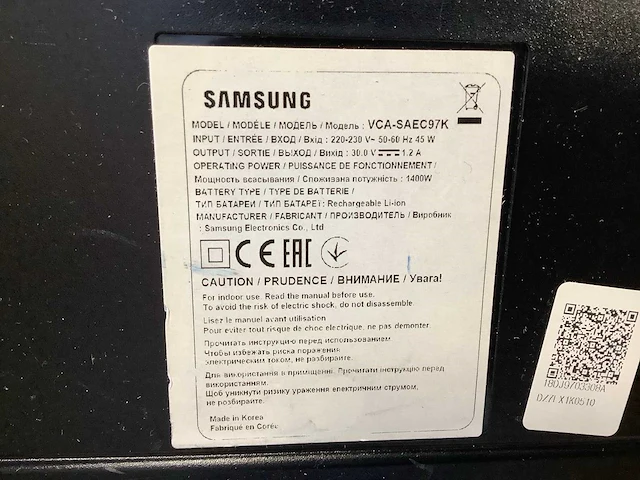 SAMSUNG
MODEL / MODÈLE / МОДЕЛЬ / Модель : VCA-SAEC97K
INPUT / ENTRÉE / ВХОД / Вхід : 220-230 V~ 50-60 Hz 45 W
OUTPUT / SORTIE / ВЫХОД / Вихід : 30.0 V 1.2 A
OPERATING POWER / PUISSANCE DE FONCTIONNEMENT /
Мощность всасывания / Споживана потужність : 1400W
BATTERY TYPE / TYPE DE BATTERIE /
ТИП БАТАРЕИ / ТИП БАТАРЕЇ : Rechargeable Li-ion
MANUFACTURER / FABRICANT / ПРОИЗВОДИТЕЛЬ / Виробник
: Samsung Electronics Co., Ltd
CE EAC
CAUTION / PRUDENCE / ВНИМАНИЕ / Увага!
For indoor use. Read the manual before use.
To avoid the risk of electric shock, do not disassemble.
Lisez le manuel avant utilisation
Pour eviter tout risque de choc electrique, ne pas demonter.
Прочитать инструкцию перед использованием.
Чтобы избежать риска поражения
электрическим током, не разбирайте.
Для використання в приміщенні. Прочитати інструкцію перед
використанням.
Щоб уникнути ризику ураження електричним струмом,
не розбирайте.
Made in Korea
Fabriqué en Corée
DZZLX1K0510